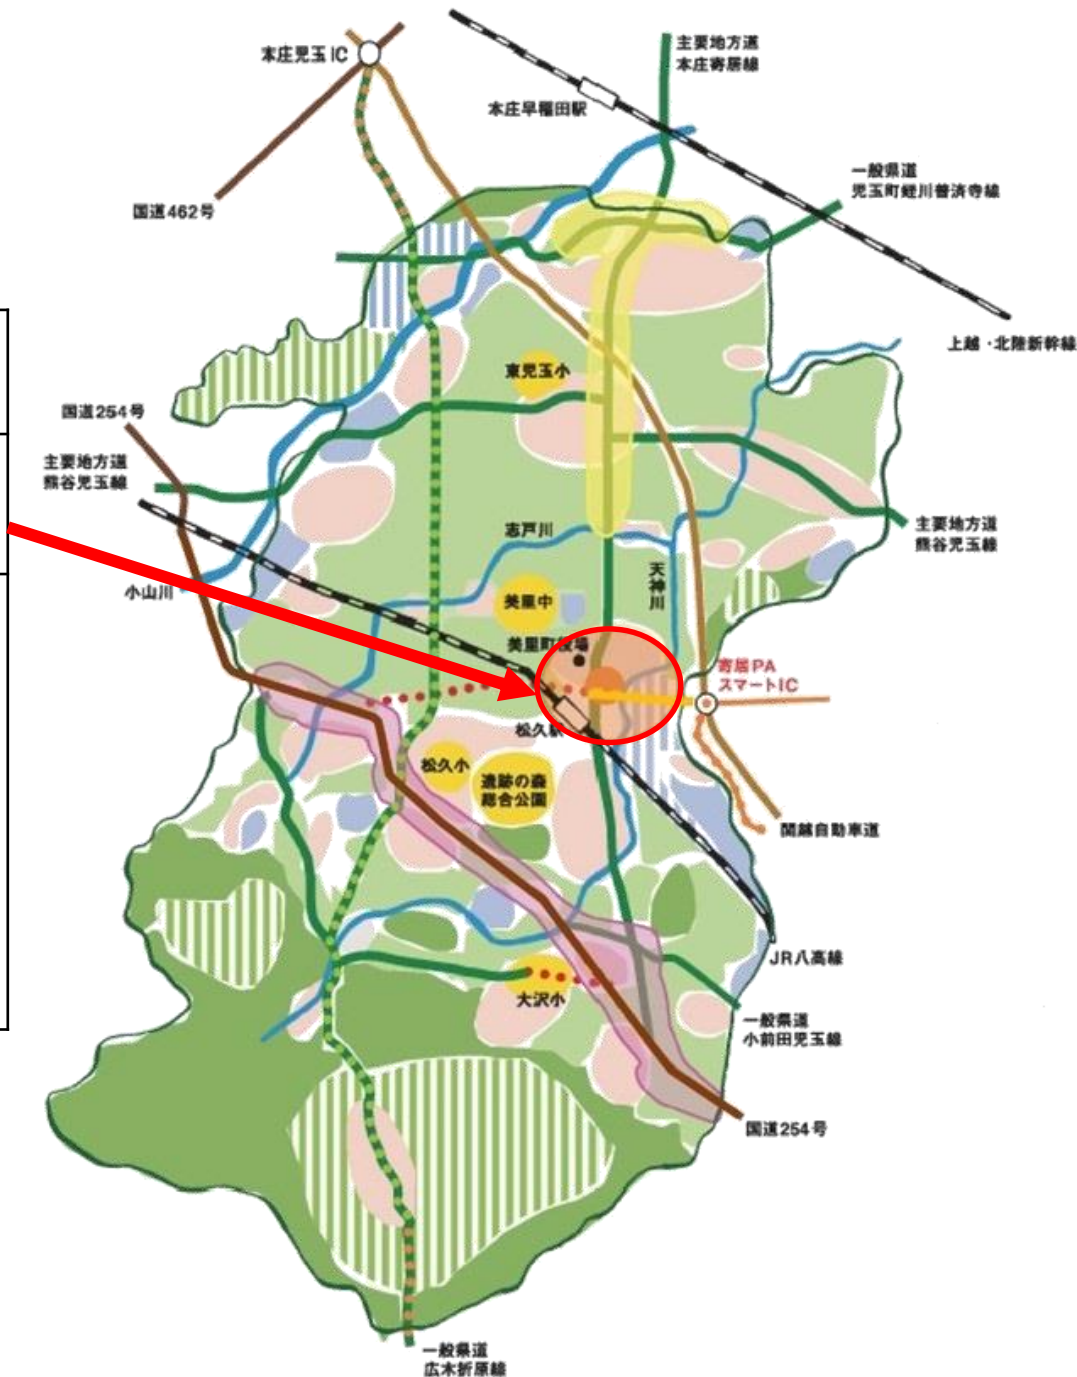 主要地方道
本庄寄居線
本庄児玉IC
本庄早稲田駅
一般県道
児玉町蛭川普済寺線
国道462号
上越・北陸新幹線
東児玉小
国道254号
主要地方道
熊谷児玉線
主要地方道
熊谷児玉線
志戸川
天神川
小山川
美里中
美里町役場
寄居PA
スマートIC
松久駅
松久小
遺跡の森
総合公園
関越自動車道
JR八高線
大沢小
一般県道
小前田児玉線
国道254号
一般県道
広木折原線